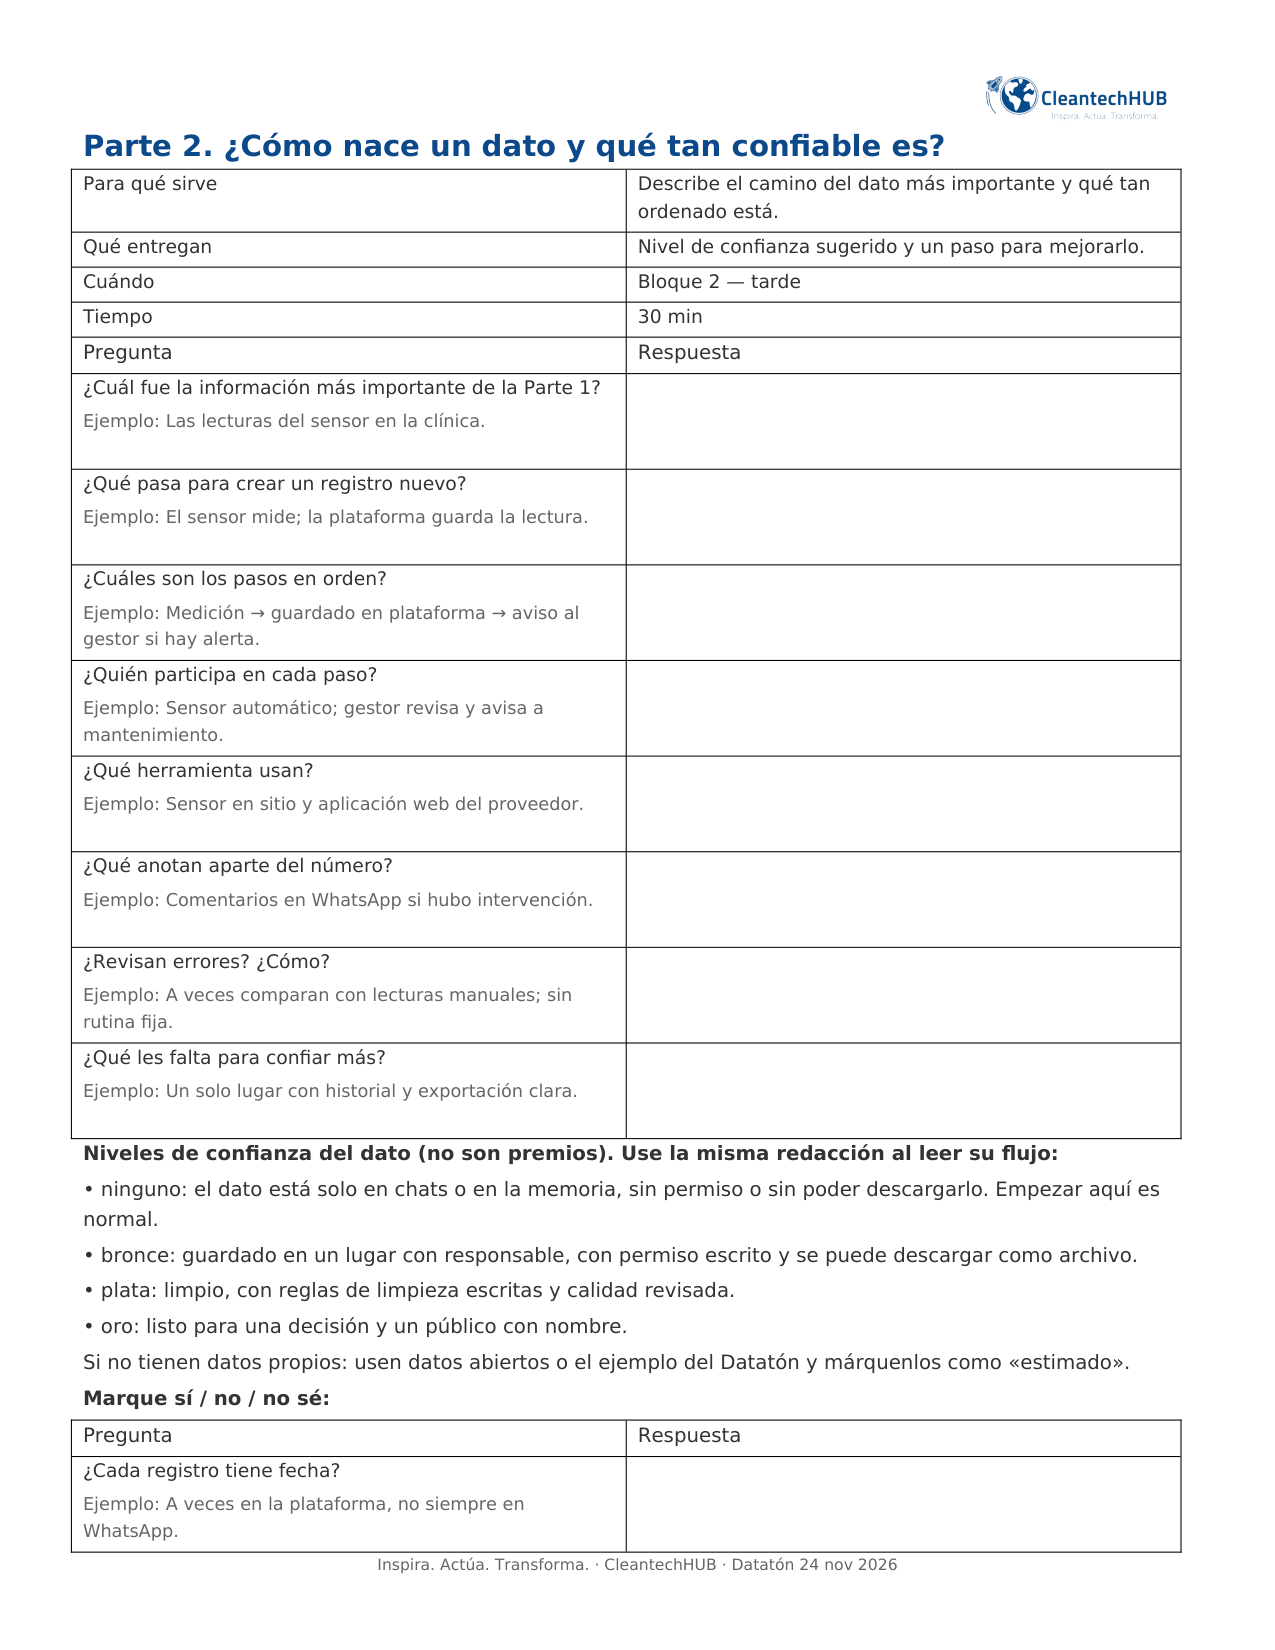 CleantechHUB
Inspira. Actúa. Transforma.
Parte 2. ¿Cómo nace un dato y qué tan confiable es?
Para qué sirve
Describe el camino del dato más importante y qué tan
ordenado está.
Qué entregan
Nivel de confianza sugerido y un paso para mejorarlo.
Cuándo
Bloque 2 — tarde
Tiempo
30 min
Pregunta
Respuesta
¿Cuál fue la información más importante de la Parte 1?
Ejemplo: Las lecturas del sensor en la clínica.
¿Qué pasa para crear un registro nuevo?
Ejemplo: El sensor mide; la plataforma guarda la lectura.
¿Cuáles son los pasos en orden?
Ejemplo: Medición → guardado en plataforma → aviso al
gestor si hay alerta.
¿Quién participa en cada paso?
Ejemplo: Sensor automático; gestor revisa y avisa a
mantenimiento.
¿Qué herramienta usan?
Ejemplo: Sensor en sitio y aplicación web del proveedor.
¿Qué anotan aparte del número?
Ejemplo: Comentarios en WhatsApp si hubo intervención.
¿Revisan errores? ¿Cómo?
Ejemplo: A veces comparan con lecturas manuales; sin
rutina fija.
¿Qué les falta para confiar más?
Ejemplo: Un solo lugar con historial y exportación clara.
Niveles de confianza del dato (no son premios). Use la misma redacción al leer su flujo:
• ninguno: el dato está solo en chats o en la memoria, sin permiso o sin poder descargarlo. Empezar aquí es
normal.
• bronce: guardado en un lugar con responsable, con permiso escrito y se puede descargar como archivo.
• plata: limpio, con reglas de limpieza escritas y calidad revisada.
• oro: listo para una decisión y un público con nombre.
Si no tienen datos propios: usen datos abiertos o el ejemplo del Datatón y márquenlos como «estimado».
Marque sí / no / no sé:
Pregunta
Respuesta
¿Cada registro tiene fecha?
Ejemplo: A veces en la plataforma, no siempre en
WhatsApp.
Inspira. Actúa. Transforma. · CleantechHUB · Datatón 24 nov 2026